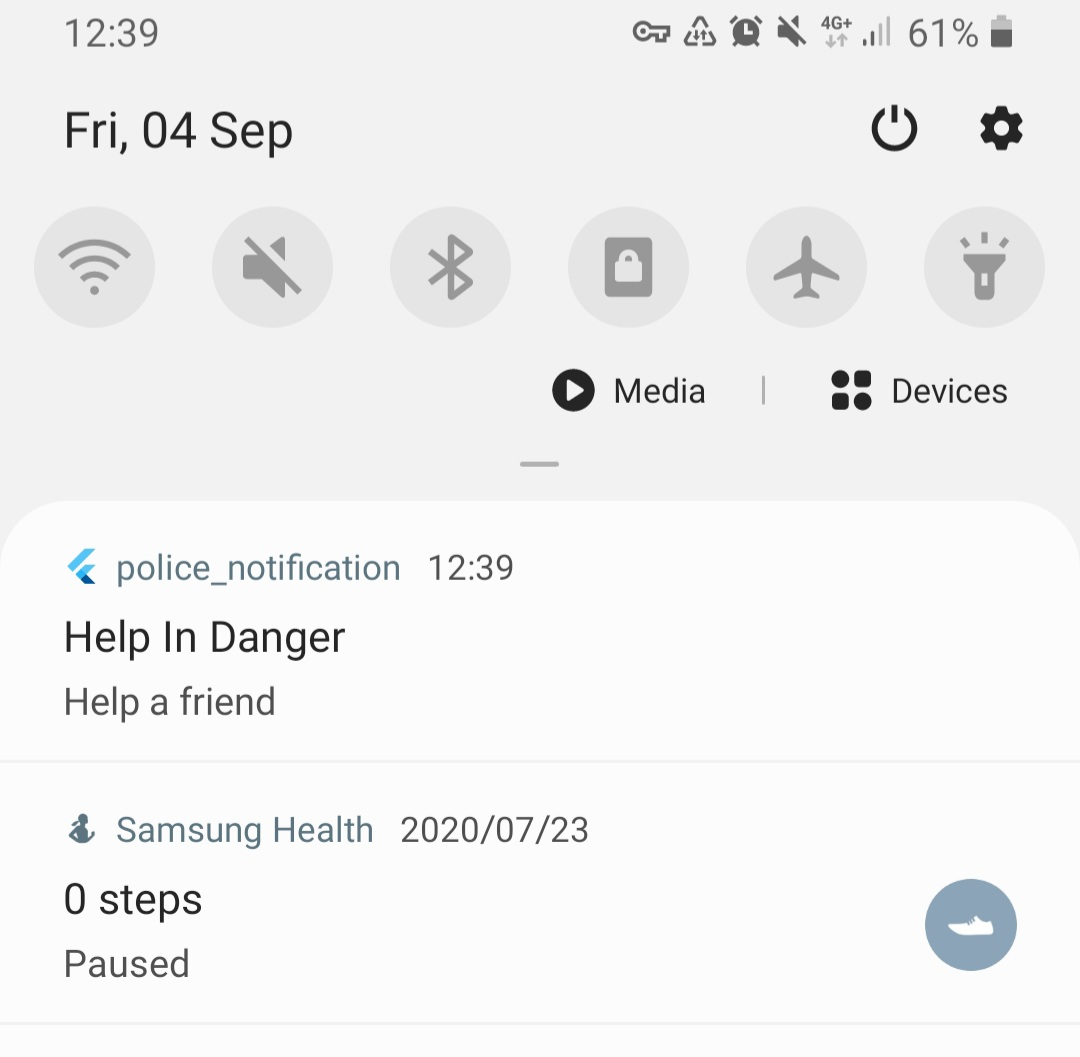 12:39 4G+ 61%
Fri, 04 Sep
Media | Devices
police_notification 12:39
Help In Danger
Help a friend
Samsung Health 2020/07/23
0 steps
Paused